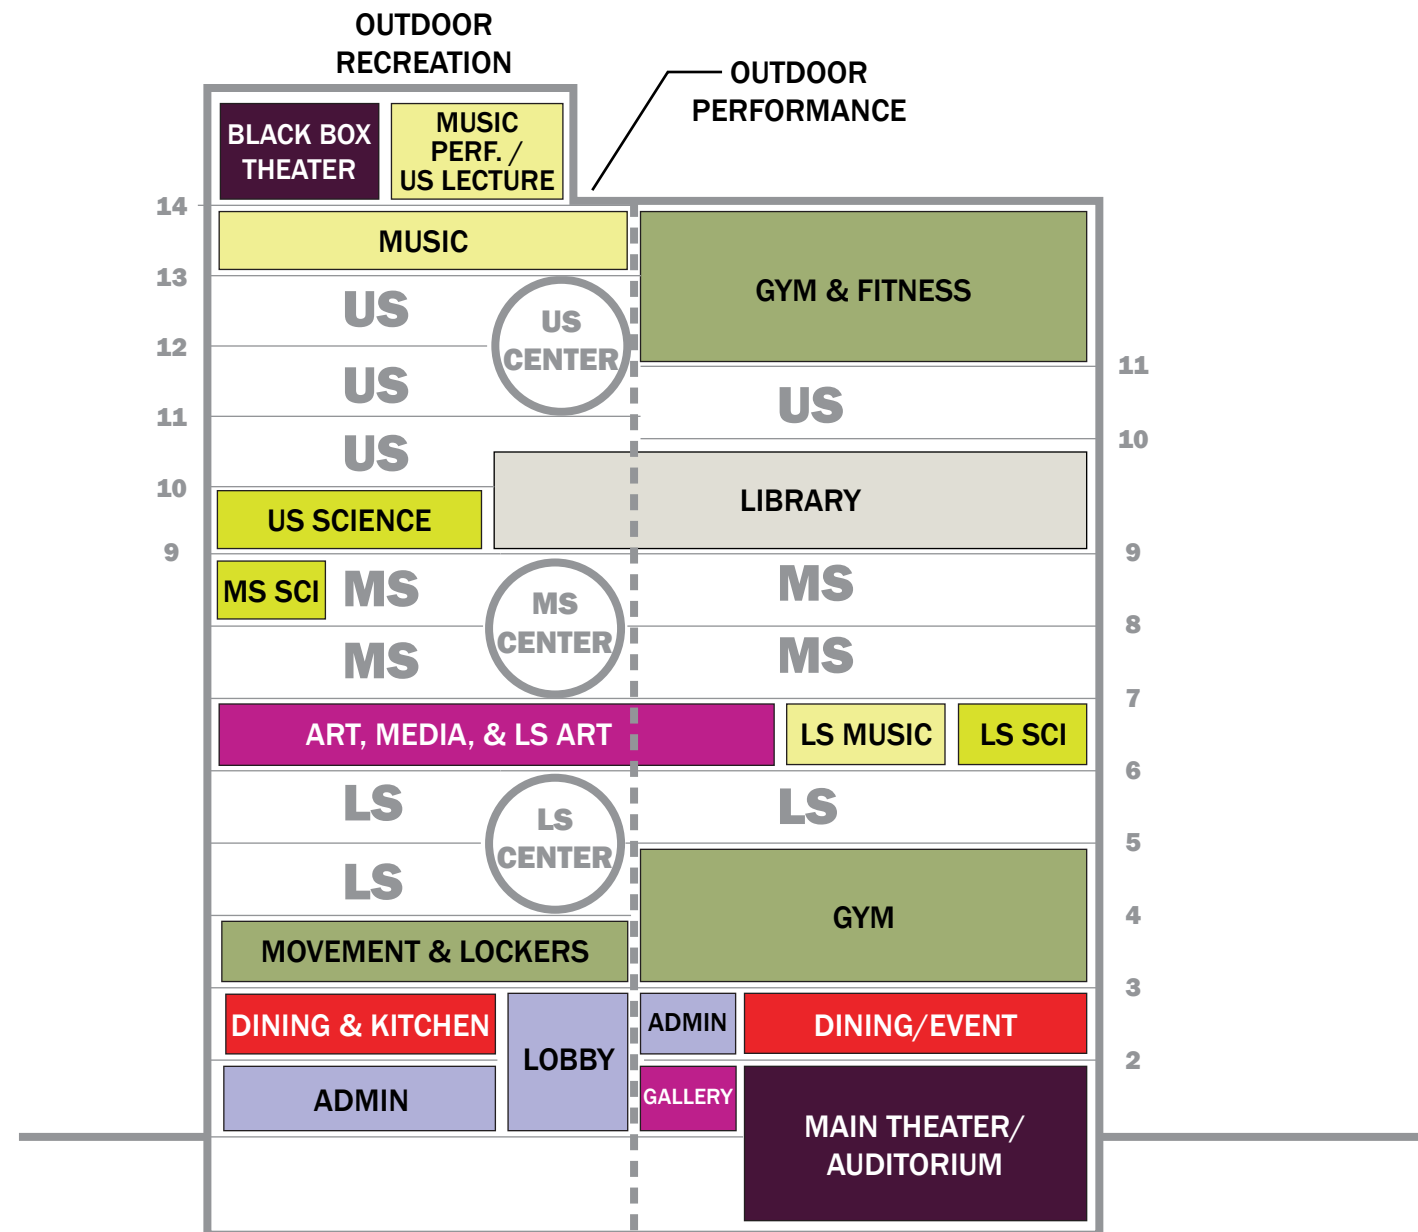 OUTDOOR
RECREATION
OUTDOOR
PERFORMANCE
BLACK BOX
THEATER
MUSIC
PERF. /
US LECTURE
14
MUSIC
13
GYM & FITNESS
US
US
CENTER
12
11
US
US
11
10
US
10
LIBRARY
US SCIENCE
9
9
MS SCI
MS
MS
CENTER
MS
8
MS
MS
7
ART, MEDIA, & LS ART
LS MUSIC
LS SCI
6
LS
LS
CENTER
LS
5
LS
GYM
4
MOVEMENT & LOCKERS
3
DINING & KITCHEN
LOBBY
ADMIN
DINING/EVENT
2
ADMIN
GALLERY
MAIN THEATER/
AUDITORIUM